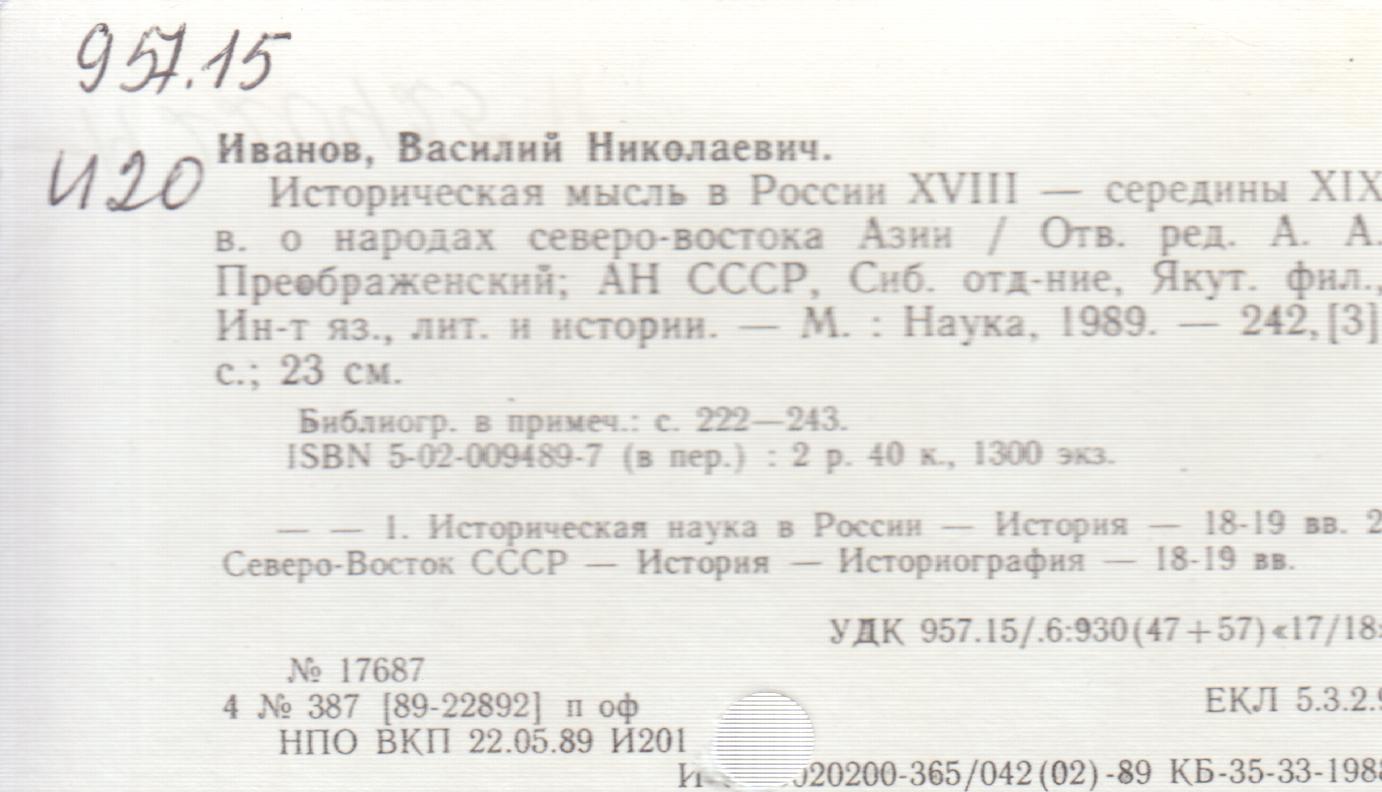 957.15
И20
Иванов, Василий Николаевич.
Историческая мысль в России XVIII — середины XIX
в. о народах северо-востока Азии / Отв. ред. А. А.
Преображенский; АН СССР, Сиб. отд-ние, Якут. фил.,
Ин-т яз., лит. и истории. — М. : Наука, 1989. — 242, [3]
с.; 23 см.
Библиогр. в примеч.: с. 222—243.
ISBN 5-02-009489-7 (в пер.) : 2 р. 40 к., 1300 экз.
— — 1. Историческая наука в России — История — 18-19 вв. 2
Северо-Восток СССР — История — Историография — 18-19 вв.
УДК 957.15/.6:930(47+57)«17/18»
№ 17687
4 № 387 [89-22892] п оф
ЕКЛ 5.3.2.9
НПО ВКП 22.05.89 И201
020200-365/042(02)-89 КБ-35-33-1988